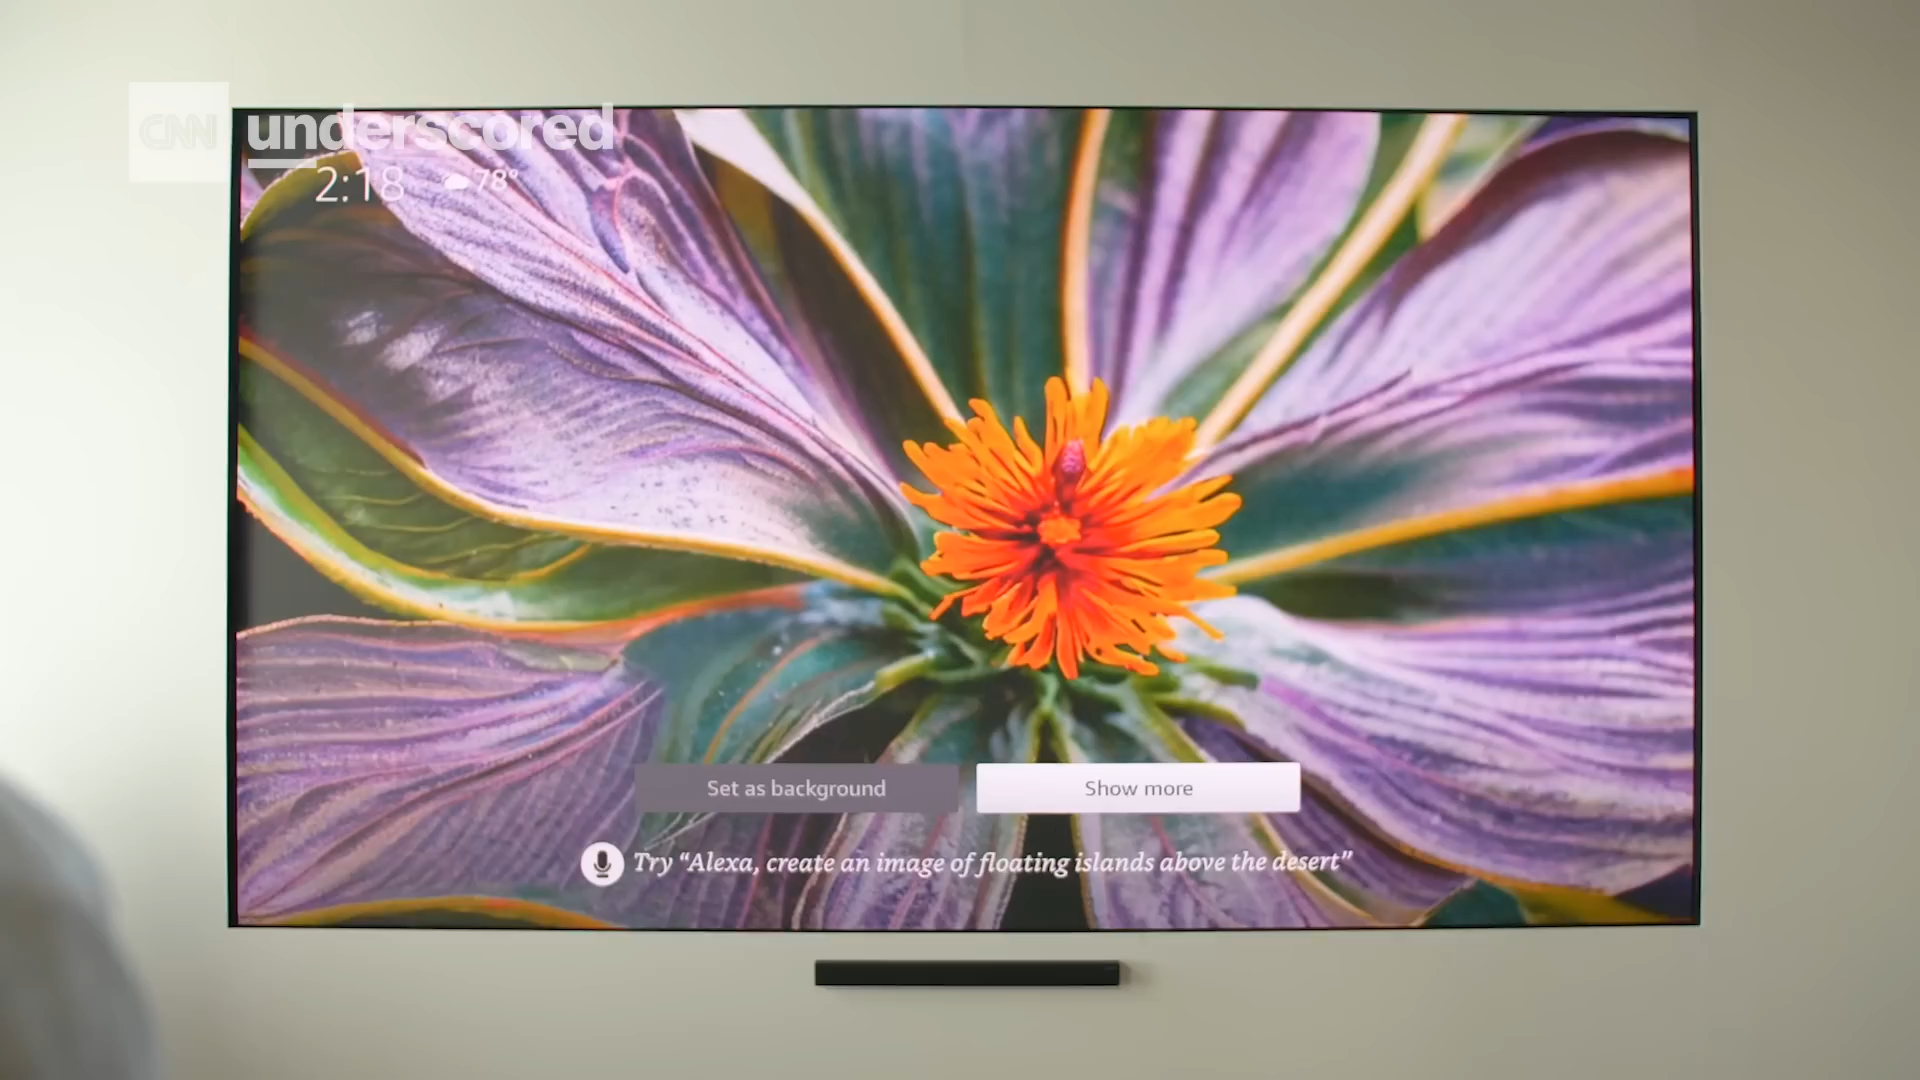 CNN underscored
2:18 78°
Set as background Show more
Try “Alexa, create an image of floating islands above the desert”